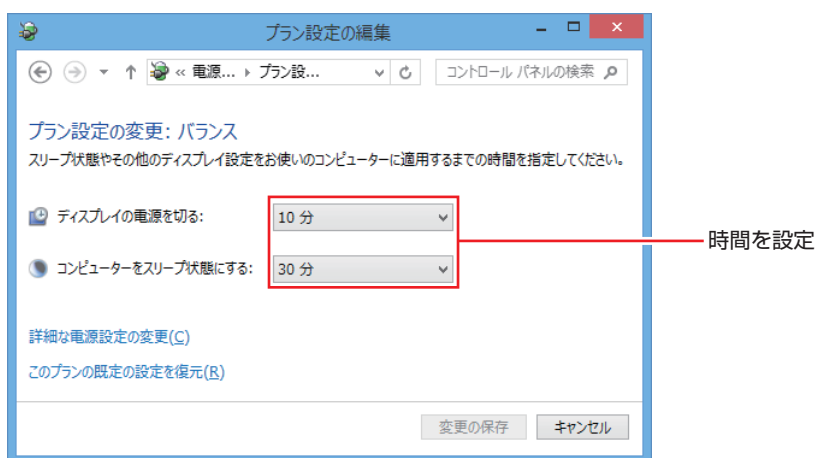 プラン設定の編集
« 電源... ▸ プラン設...
コントロール パネルの検索
プラン設定の変更: バランス
スリープ状態やその他のディスプレイ設定をお使いのコンピューターに適用するまでの時間を指定してください。
ディスプレイの電源を切る: 10 分
時間を設定
コンピューターをスリープ状態にする: 30 分
詳細な電源設定の変更(C)
このプランの既定の設定を復元(R)
変更の保存 キャンセル